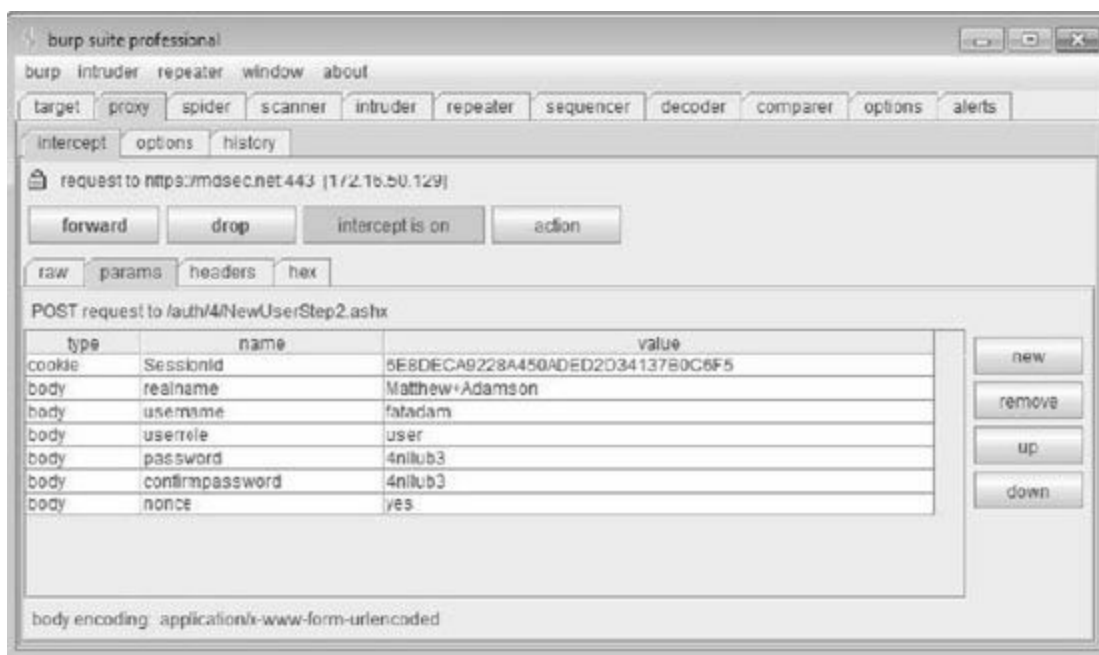 burp suite professional
burp intruder repeater window about
target proxy spider scanner intruder repeater sequencer decoder comparer options alerts
intercept options history
request to https://mdsec.net:443 [172.16.50.129]
forward drop intercept is on action
raw params headers hex
POST request to /auth/4/NewUserStep2.ashx
type name value
cookie SessionId
body realname Matthew+Adamson
body username fatadam
body userrole user
body password
body confirmpassword
body nonce yes
new
remove
up
down
body encoding: application/x-www-form-urlencoded